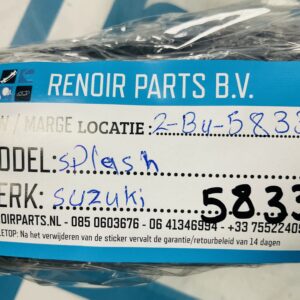 RENOIR PARTS B.V.
/ MARGE LOCATIE: 2-Bu-5833
ODEL: splash
ERK: suzuki 5833
OIRPARTS.NL - 085 0603676 - 06 41346994 - +33 75522409
LETOP: Na het verwijderen van de sticker vervalt de garantie/retourbeleid van 14 dagen